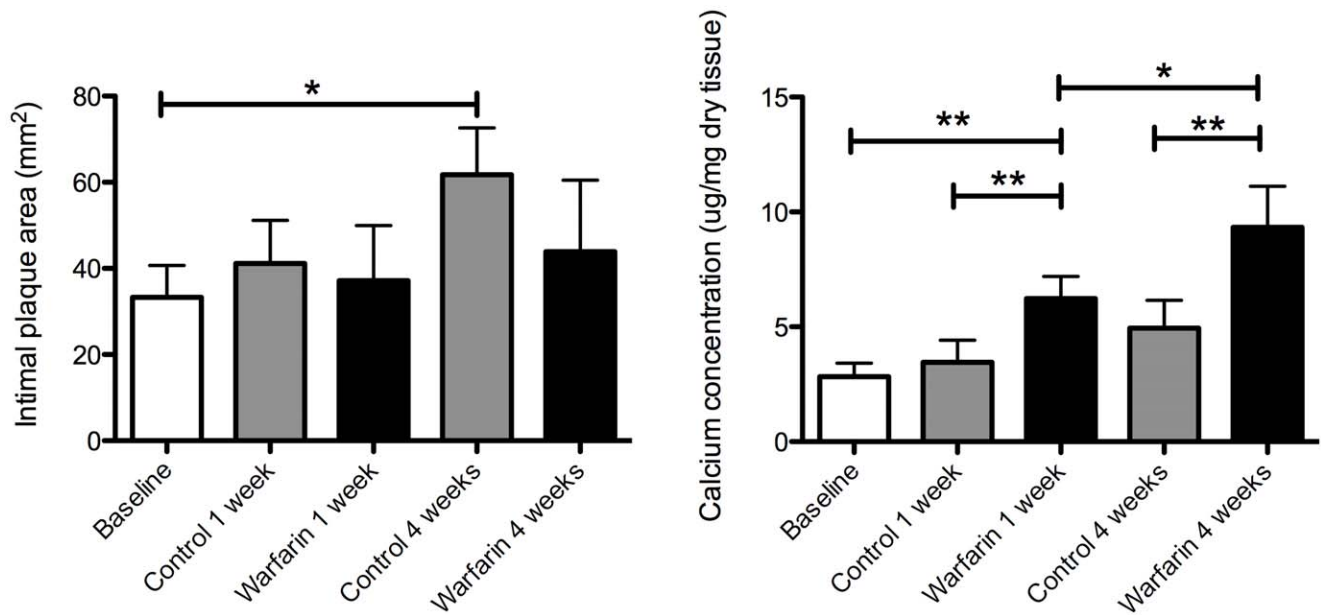 Intimal plaque area (mm²)
80
60
40
20
0
*
Baseline
Control 1 week
Warfarin 1 week
Control 4 weeks
Warfarin 4 weeks
Calcium concentration (ug/mg dry tissue)
15
10
5
0
*
**
**
**
Baseline
Control 1 week
Warfarin 1 week
Control 4 weeks
Warfarin 4 weeks